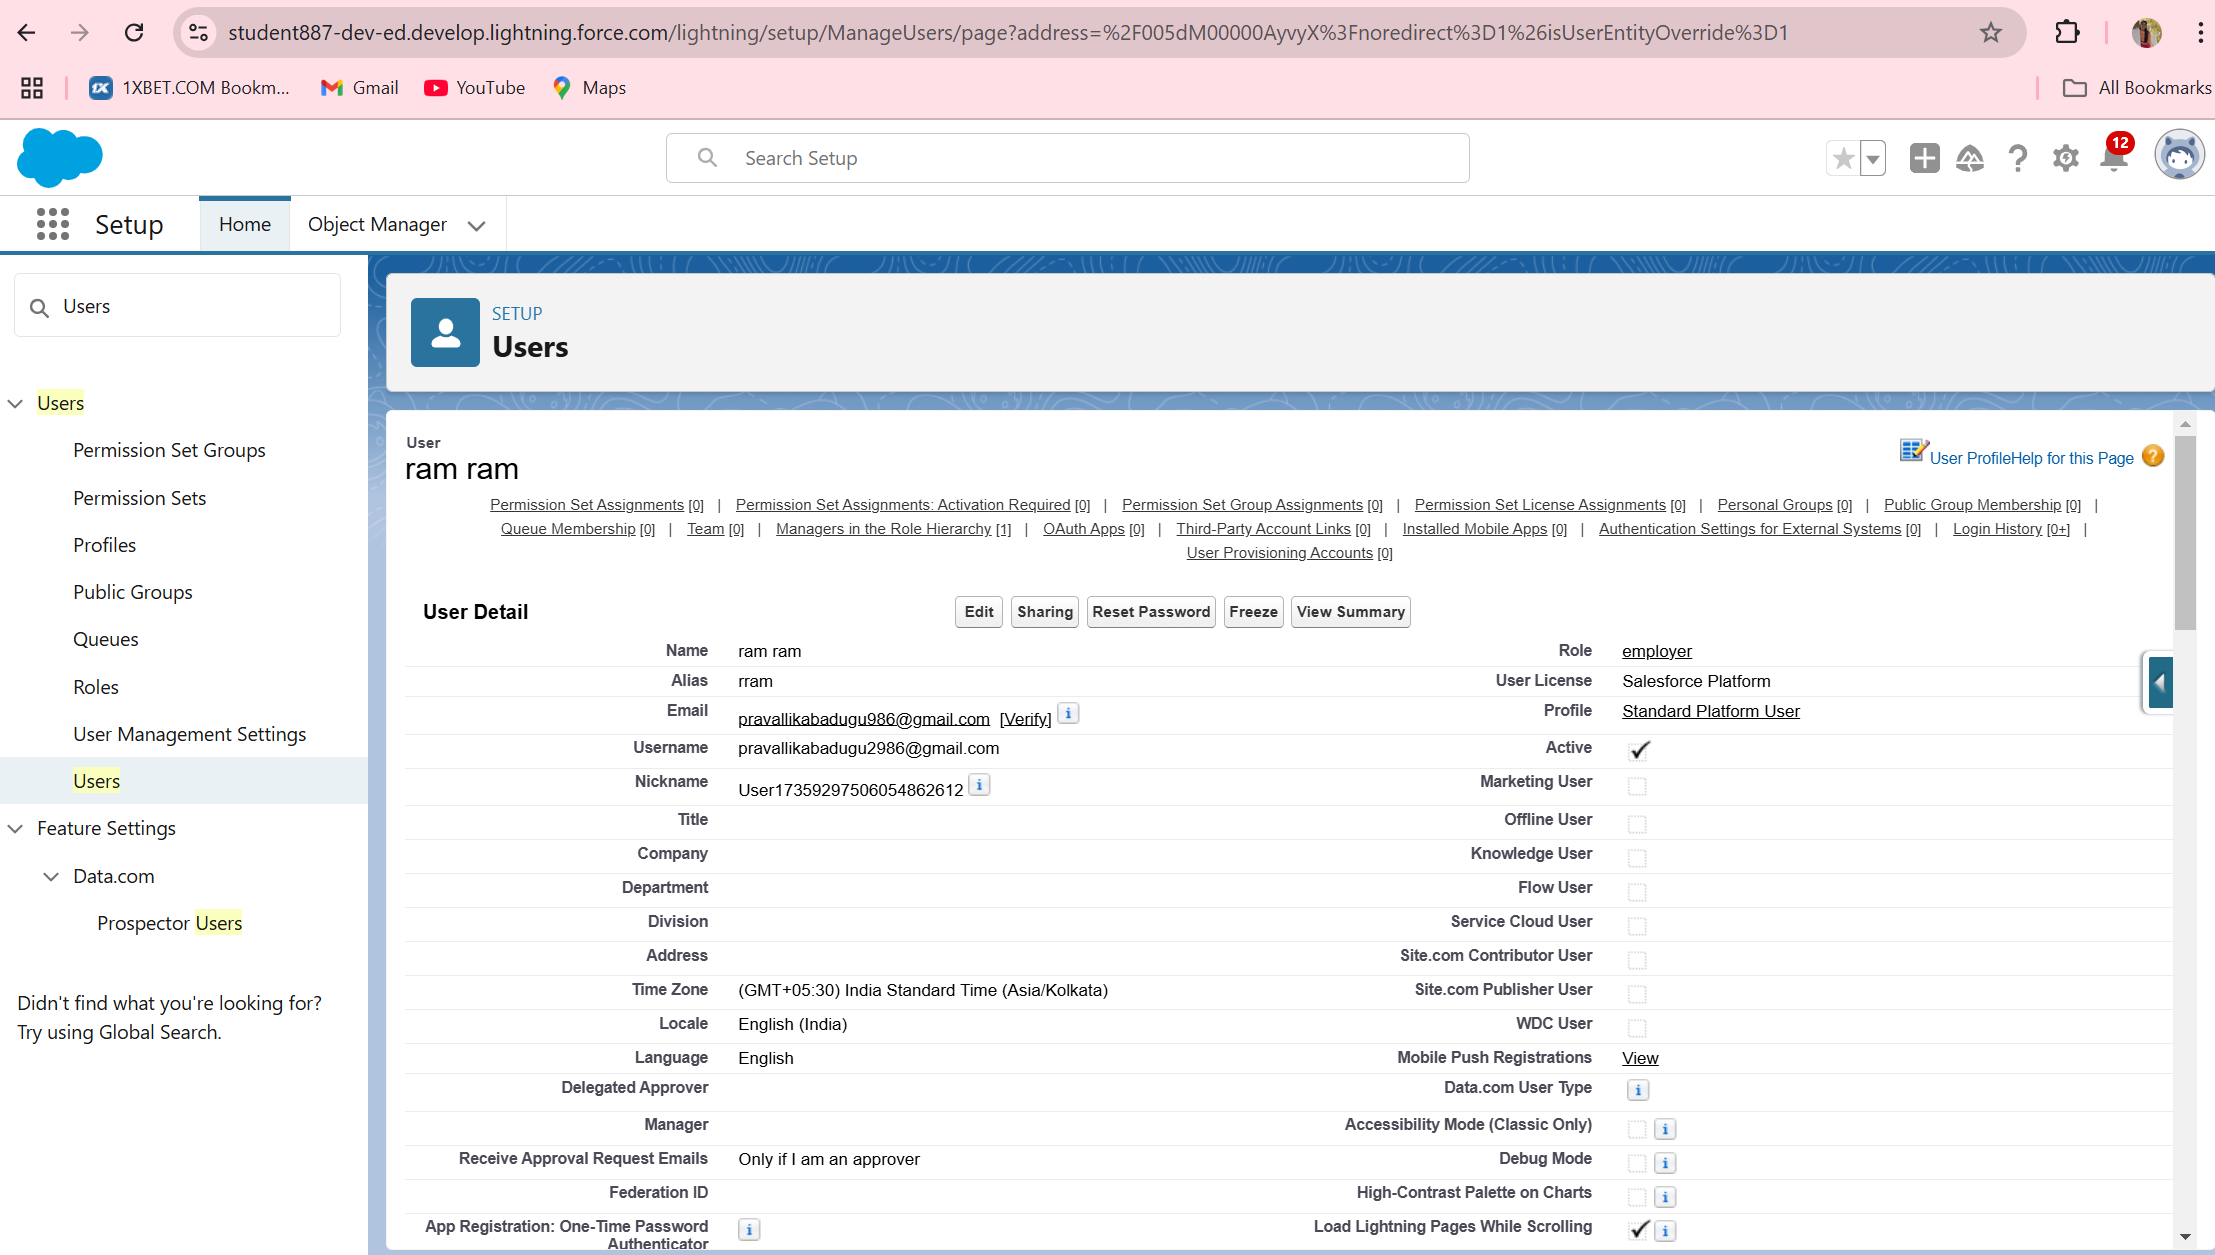 student887-dev-ed.develop.lightning.force.com/lightning/setup/ManageUsers/page?address=%2F005dM00000AyvyX%3Fnoredirect%3D1%26isUserEntityOverride%3D1
1XBET.COM Bookm... Gmail YouTube Maps All Bookmarks
Search Setup 12
Setup Home Object Manager
Users
SETUP
Users
Users
Permission Set Groups
Permission Sets
Profiles
Public Groups
Queues
Roles
User Management Settings
Users
Feature Settings
Data.com
Prospector Users
Didn't find what you're looking for?
Try using Global Search.
User
ram ram
User ProfileHelp for this Page ?
Permission Set Assignments [0] | Permission Set Assignments: Activation Required [0] | Permission Set Group Assignments [0] | Permission Set License Assignments [0] | Personal Groups [0] | Public Group Membership [0] |
Queue Membership [0] | Team [0] | Managers in the Role Hierarchy [1] | OAuth Apps [0] | Third-Party Account Links [0] | Installed Mobile Apps [0] | Authentication Settings for External Systems [0] | Login History [0+] |
User Provisioning Accounts [0]
User Detail Edit Sharing Reset Password Freeze View Summary
Name ram ram Role employer
Alias rram User License Salesforce Platform
Email pravallikabadugu986@gmail.com [Verify] i Profile Standard Platform User
Username pravallikabadugu2986@gmail.com Active
Nickname User17359297506054862612 i Marketing User
Title Offline User
Company Knowledge User
Department Flow User
Division Service Cloud User
Address Site.com Contributor User
Time Zone (GMT+05:30) India Standard Time (Asia/Kolkata) Site.com Publisher User
Locale English (India) WDC User
Language English Mobile Push Registrations View
Delegated Approver Data.com User Type i
Manager Accessibility Mode (Classic Only) i
Receive Approval Request Emails Only if I am an approver Debug Mode i
Federation ID High-Contrast Palette on Charts i
App Registration: One-Time Password i Load Lightning Pages While Scrolling i
Authenticator